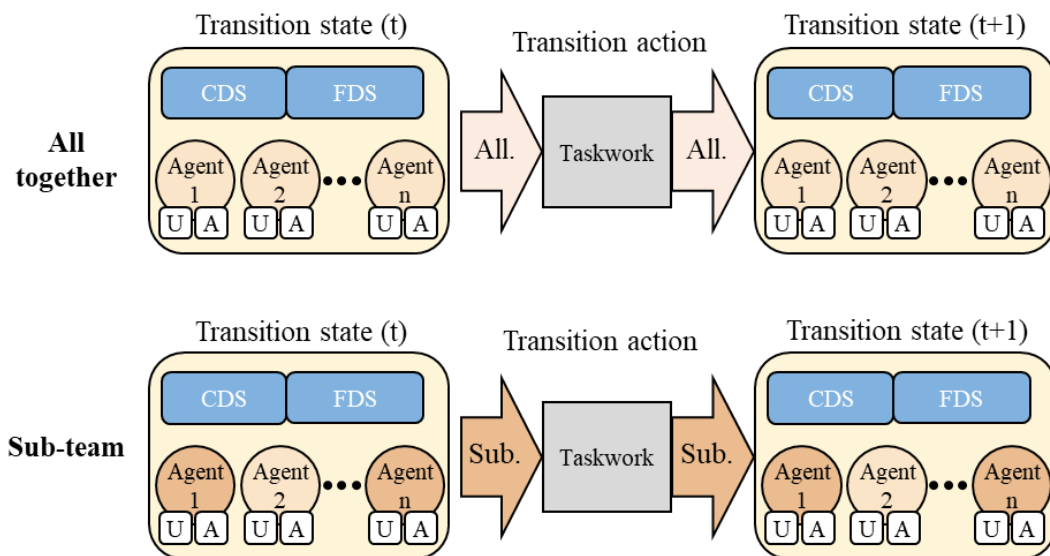 Transition state (t)
Transition action
Transition state (t+1)
CDS
FDS
CDS
FDS
All
together
Agent
1
Agent
2
Agent
n
U
A
U
A
U
A
All.
Taskwork
All.
Agent
1
Agent
2
Agent
n
U
A
U
A
U
A
Transition state (t)
Transition action
Transition state (t+1)
CDS
FDS
CDS
FDS
Sub-team
Agent
1
Agent
2
Agent
n
U
A
U
A
U
A
Sub.
Taskwork
Sub.
Agent
1
Agent
2
Agent
n
U
A
U
A
U
A